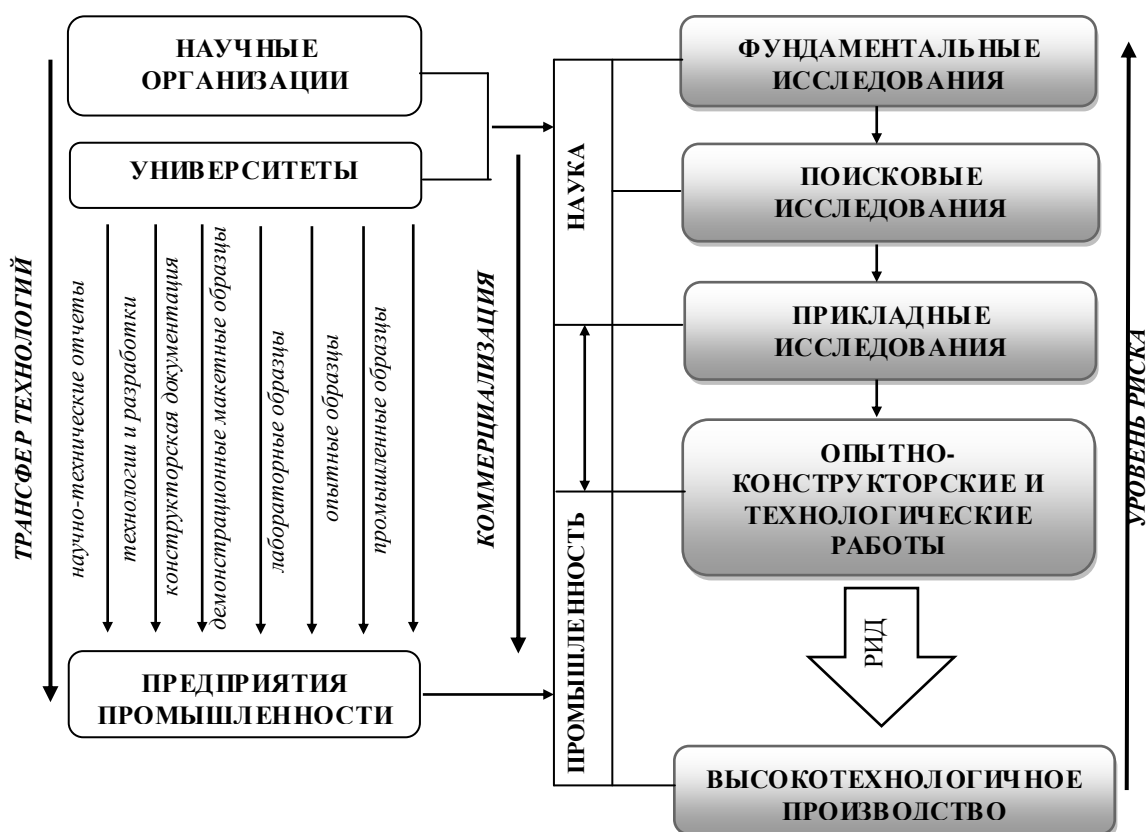 НАУЧНЫЕ
ОРГАНИЗАЦИИ
УНИВЕРСИТЕТЫ
ТРАНСФЕР ТЕХНОЛОГИЙ
научно-технические отчеты
технологии и разработки
конструкторская документация
демонстрационные макетные образцы
лабораторные образцы
опытные образцы
промышленные образцы
КОММЕРЦИАЛИЗАЦИЯ
ПРЕДПРИЯТИЯ
ПРОМЫШЛЕННОСТИ
НАУКА
ПРОМЫШЛЕННОСТЬ
ФУНДАМЕНТАЛЬНЫЕ
ИССЛЕДОВАНИЯ
ПОИСКОВЫЕ
ИССЛЕДОВАНИЯ
ПРИКЛАДНЫЕ
ИССЛЕДОВАНИЯ
ОПЫТНО-
КОНСТРУКТОРСКИЕ И
ТЕХНОЛОГИЧЕСКИЕ
РАБОТЫ
РИД
ВЫСОКОТЕХНОЛОГИЧНОЕ
ПРОИЗВОДСТВО
УРОВЕНЬ РИСКА